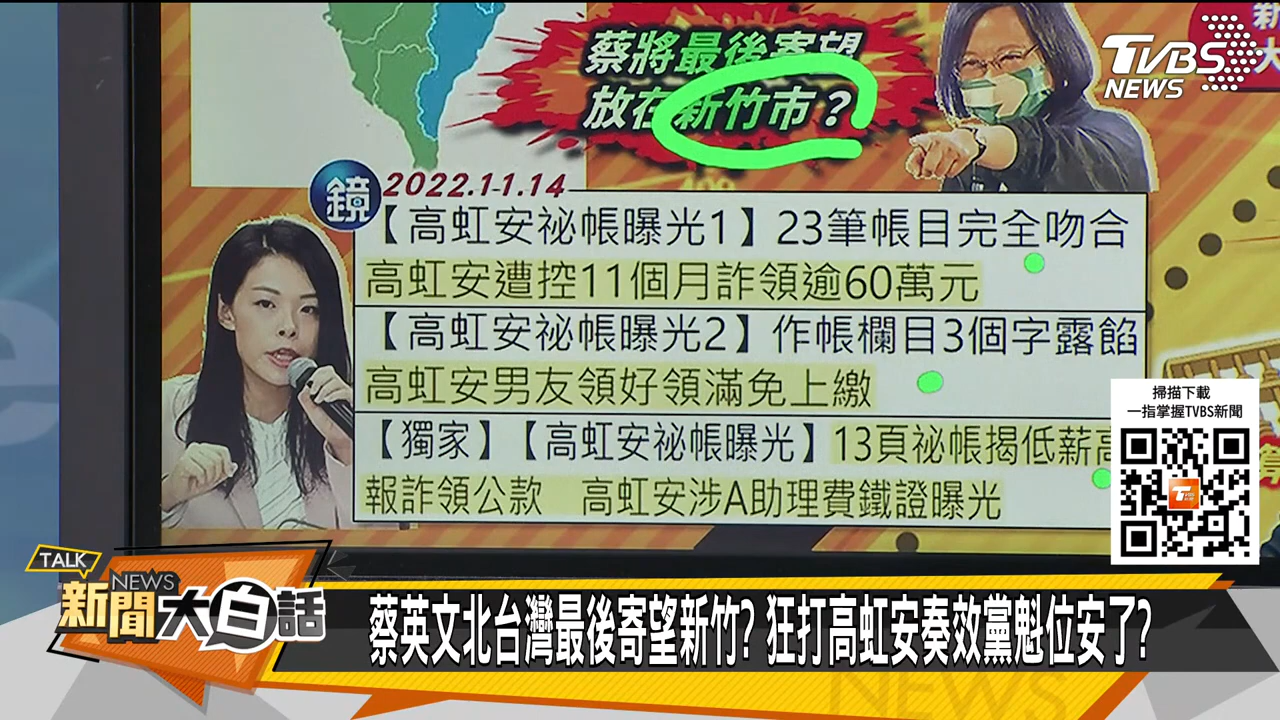 蔡將最後寄望
放在新竹市？
新
大
TVBS
NEWS
鏡
2022.11.14
【高虹安祕帳曝光1】23筆帳目完全吻合
高虹安遭控11個月詐領逾60萬元
【高虹安祕帳曝光2】作帳欄目3個字露餡
高虹安男友領好領滿免上繳
【獨家】【高虹安祕帳曝光】13頁祕帳揭低薪高
報詐領公款 高虹安涉A助理費鐵證曝光
掃描下載
一指掌握TVBS新聞
TALK
NEWS
新聞大白話
蔡英文北台灣最後寄望新竹? 狂打高虹安奏效黨魁位安了?
NEWS